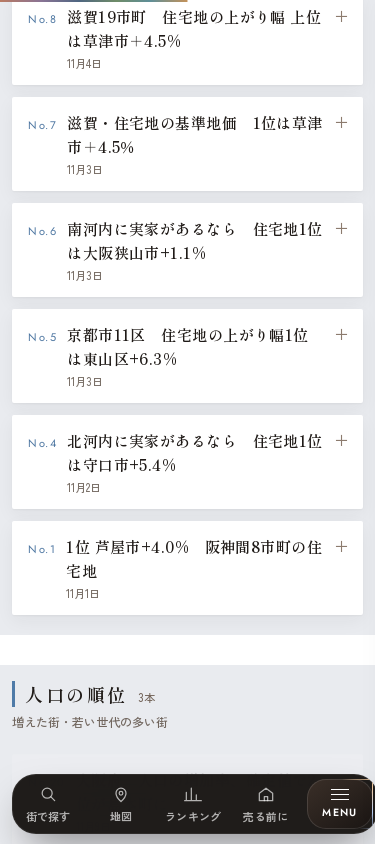 No.8
滋賀19市町　住宅地の上がり幅 上位
は草津市＋4.5％
11月4日
No.7
滋賀・住宅地の基準地価　1位は草津
市＋4.5%
11月3日
No.6
南河内に実家があるなら　住宅地1位
は大阪狭山市+1.1％
11月3日
No.5
京都市11区　住宅地の上がり幅1位
は東山区+6.3％
11月3日
No.4
北河内に実家があるなら　住宅地1位
は守口市+5.4％
11月2日
No.1
1位 芦屋市+4.0％　阪神間8市町の住
宅地
11月1日
人口の順位 3本
増えた街・若い世代の多い街
街で探す 地図 ランキング 売る前に MENU